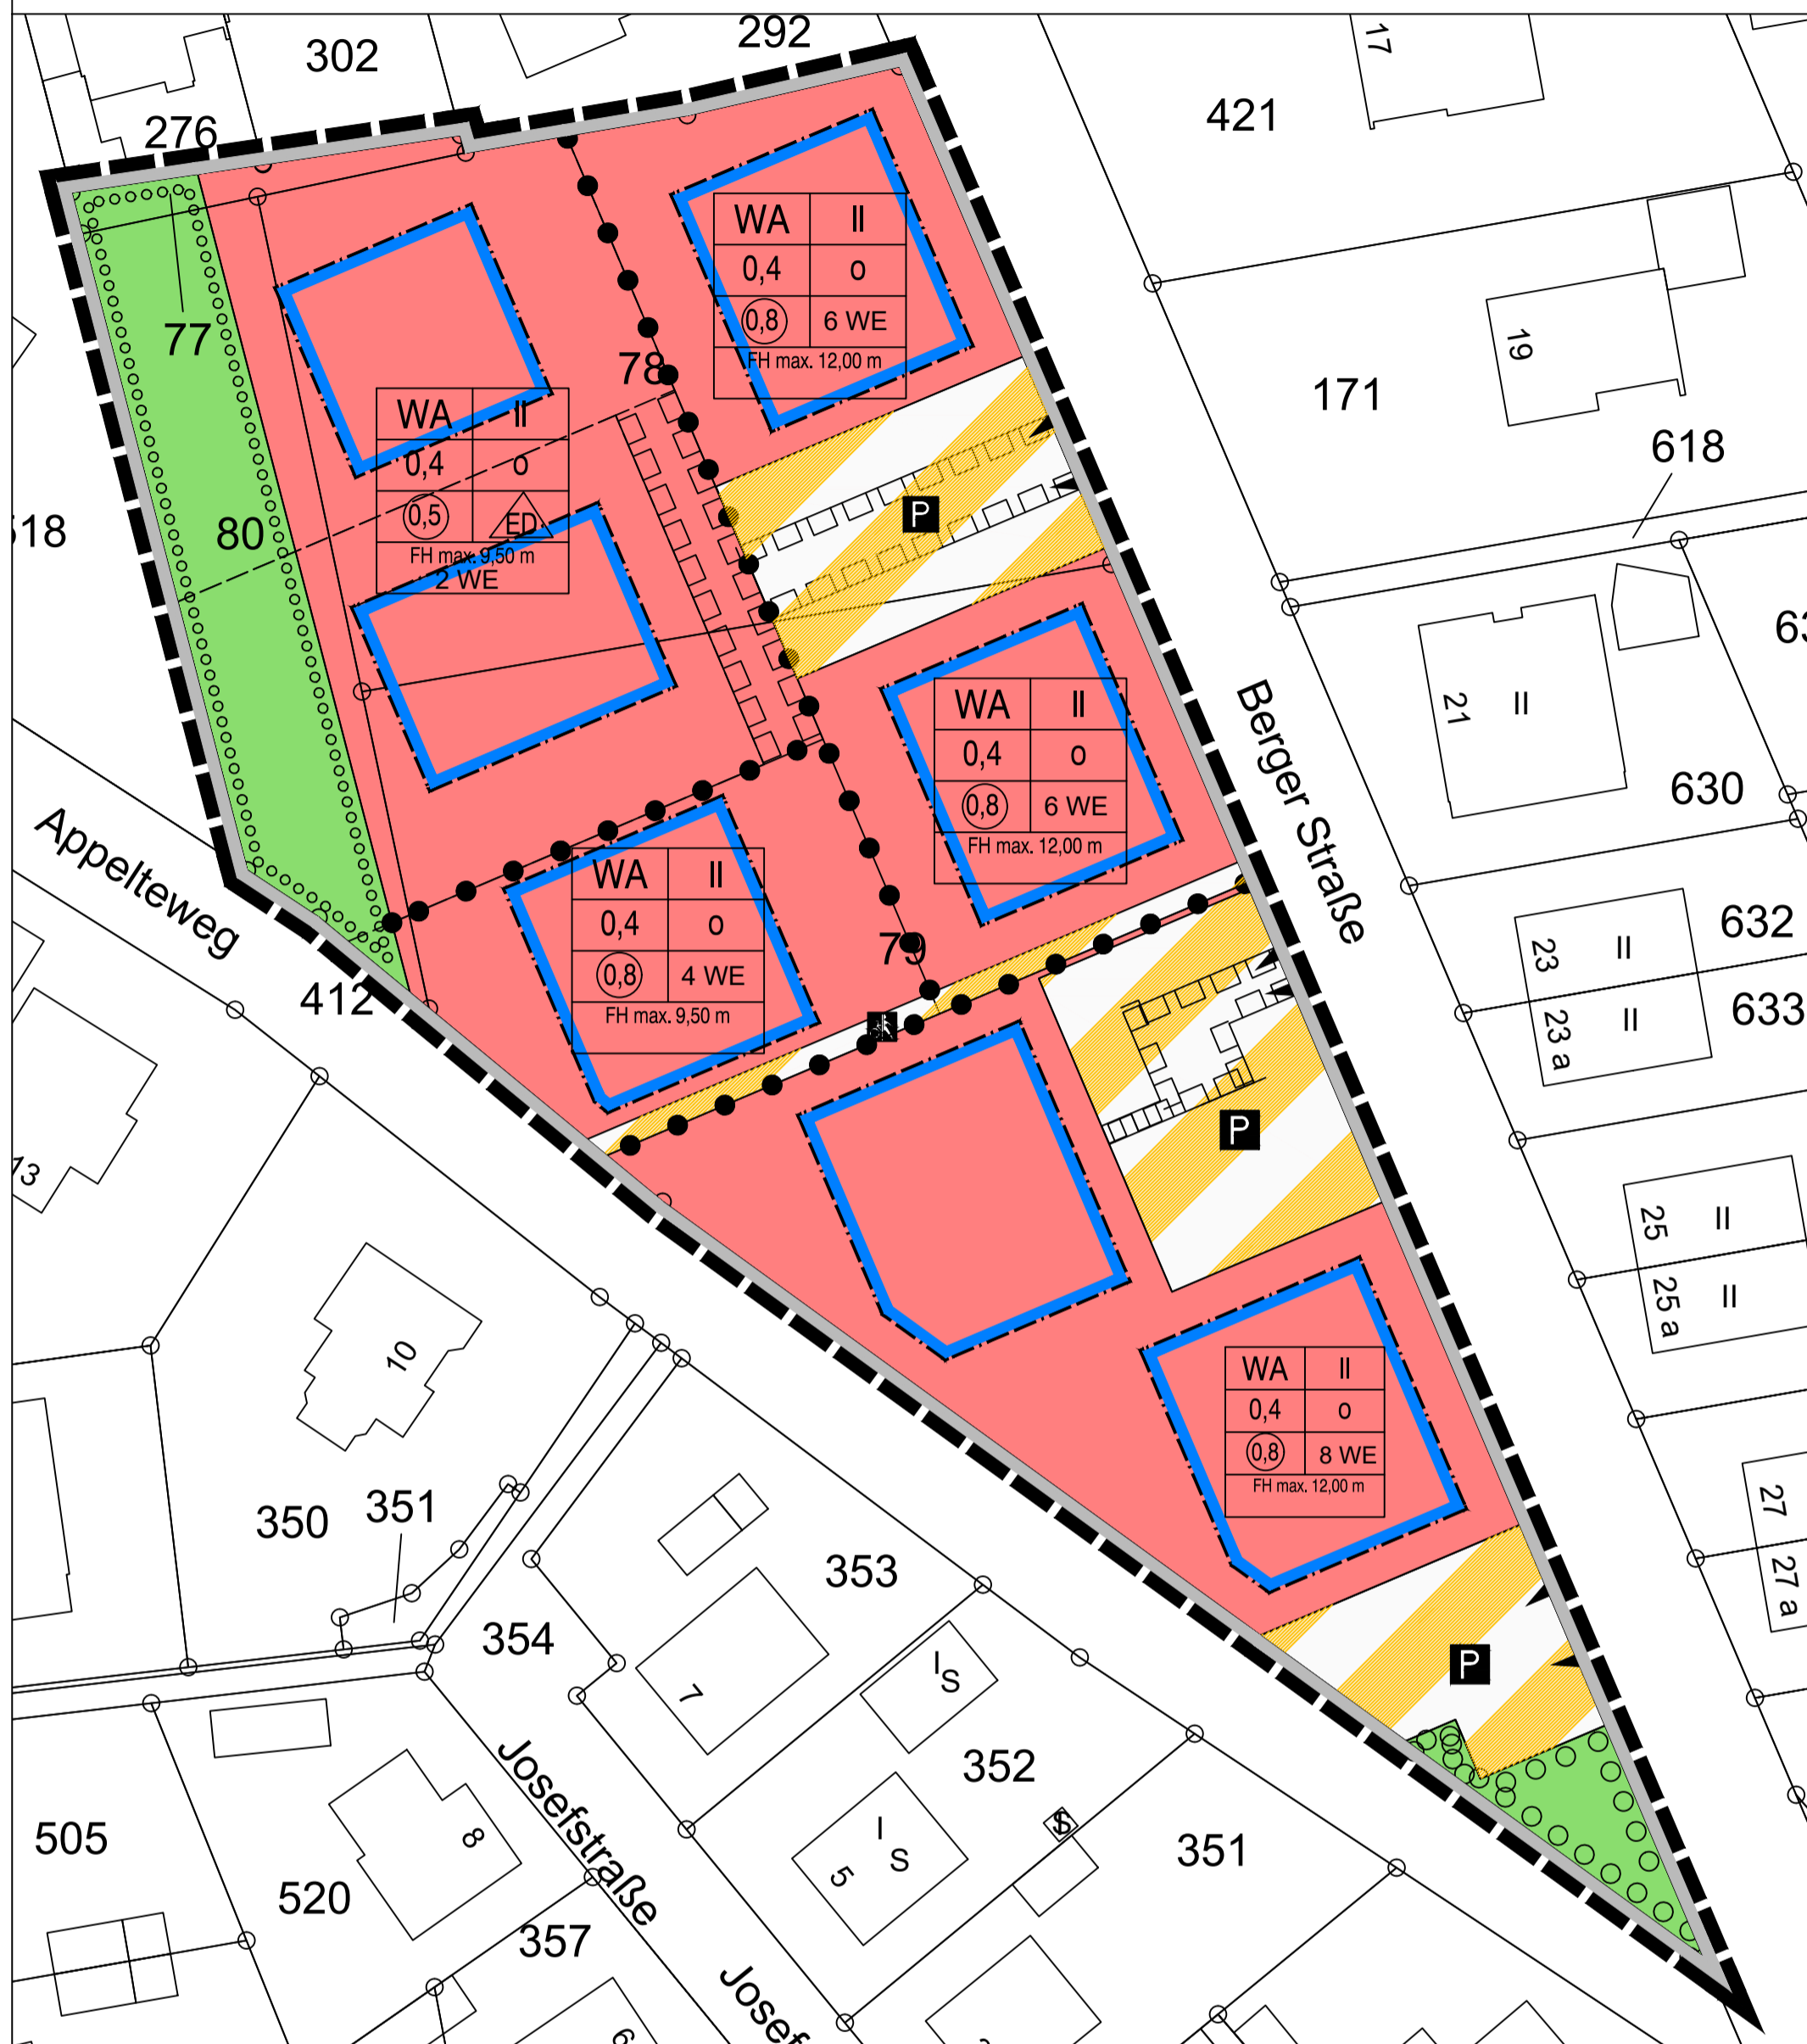 302
292
17
421
276
WA II
0,4 o
0,8 6 WE
FH max. 12,00 m
77
78
19
171
618
WA II
0,4 o
0,5 ED
FH max. 9,50 m
2 WE
80
P
WA II
0,4 o
0,8 6 WE
FH max. 12,00 m
Berger Straße
21
II
630
Appelteweg
WA II
0,4 o
0,8 4 WE
FH max. 9,50 m
79
412
23
II
632
23 a
II
633
P
13
25
II
25 a
II
10
WA II
0,4 o
0,8 8 WE
FH max. 12,00 m
27
27 a
350
351
353
354
P
7
I
S
352
Josefstraße
505
8
I
S
5
S
351
520
357
Josef
6